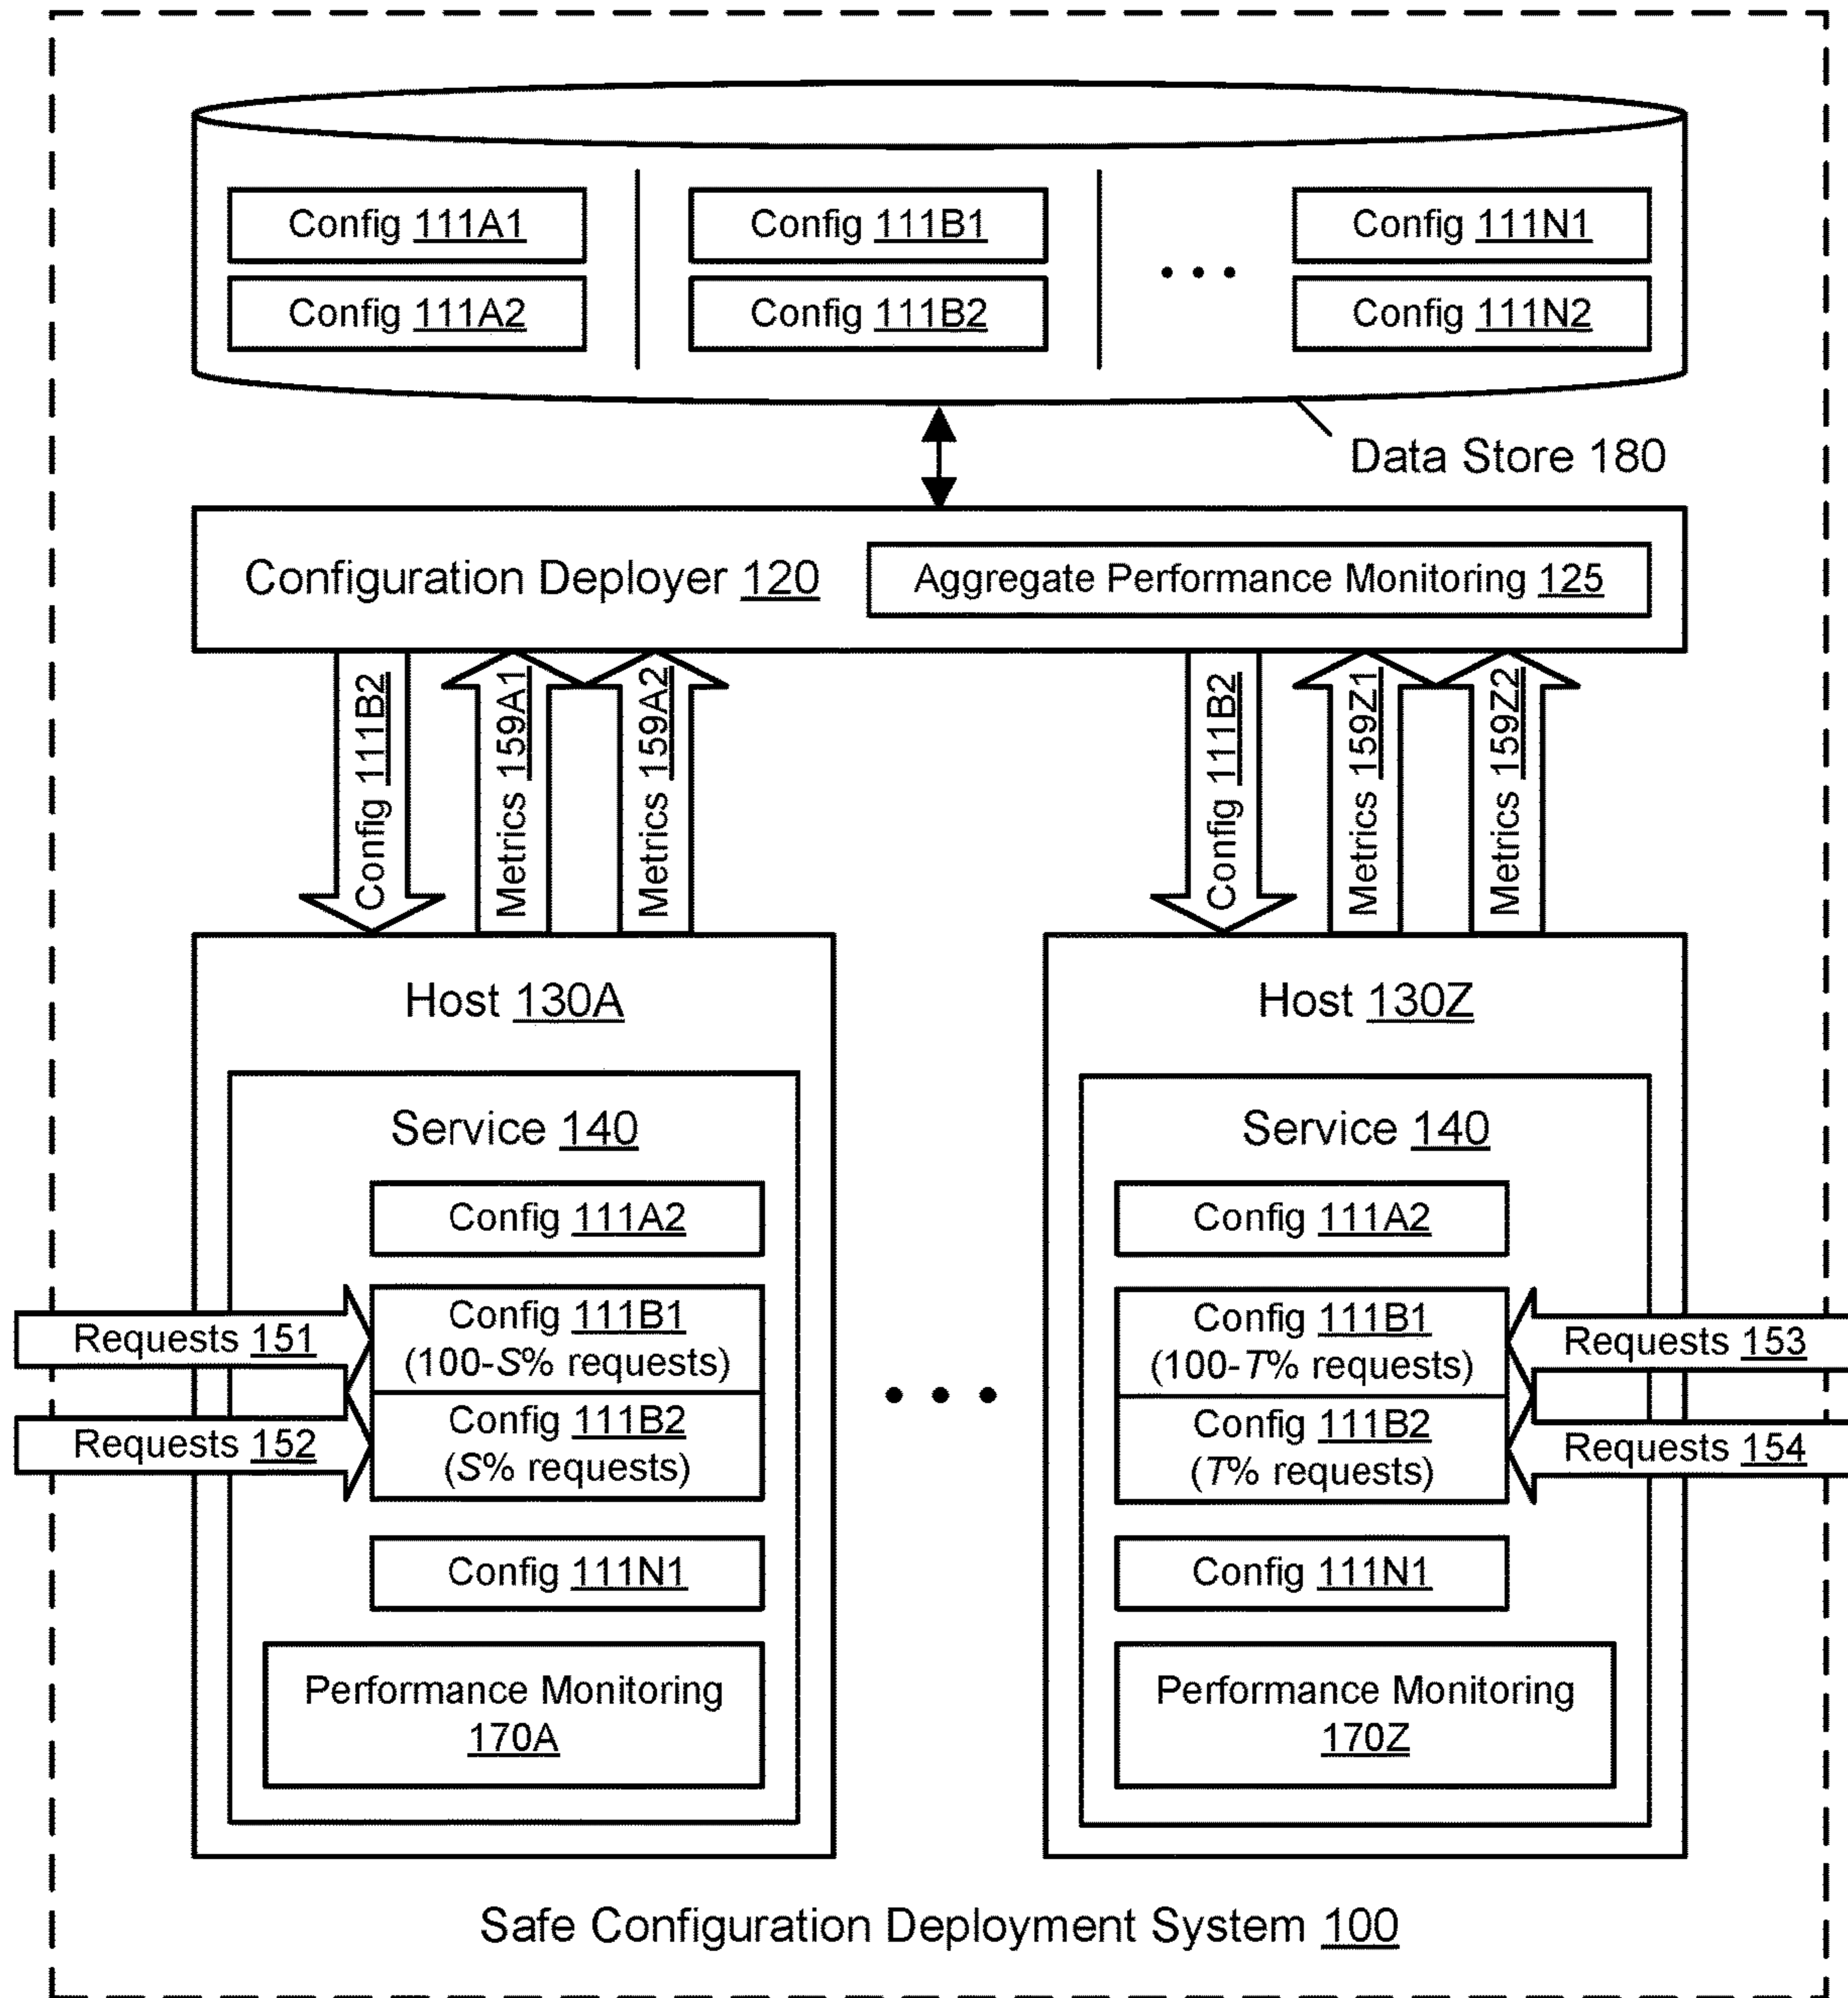 Config 111A1
Config 111B1
Config 111N1
Config 111A2
Config 111B2
• • •
Config 111N2
Data Store 180
Configuration Deployer 120
Aggregate Performance Monitoring 125
Config 111B2
Metrics 159A1
Metrics 159A2
Config 111B2
Metrics 159Z1
Metrics 159Z2
Host 130A
Service 140
Config 111A2
Requests 151
Config 111B1
(100-S% requests)
Requests 152
Config 111B2
(S% requests)
Config 111N1
Performance Monitoring
170A
• • •
Host 130Z
Service 140
Config 111A2
Config 111B1
(100-T% requests)
Requests 153
Config 111B2
(T% requests)
Requests 154
Config 111N1
Performance Monitoring
170Z
Safe Configuration Deployment System 100